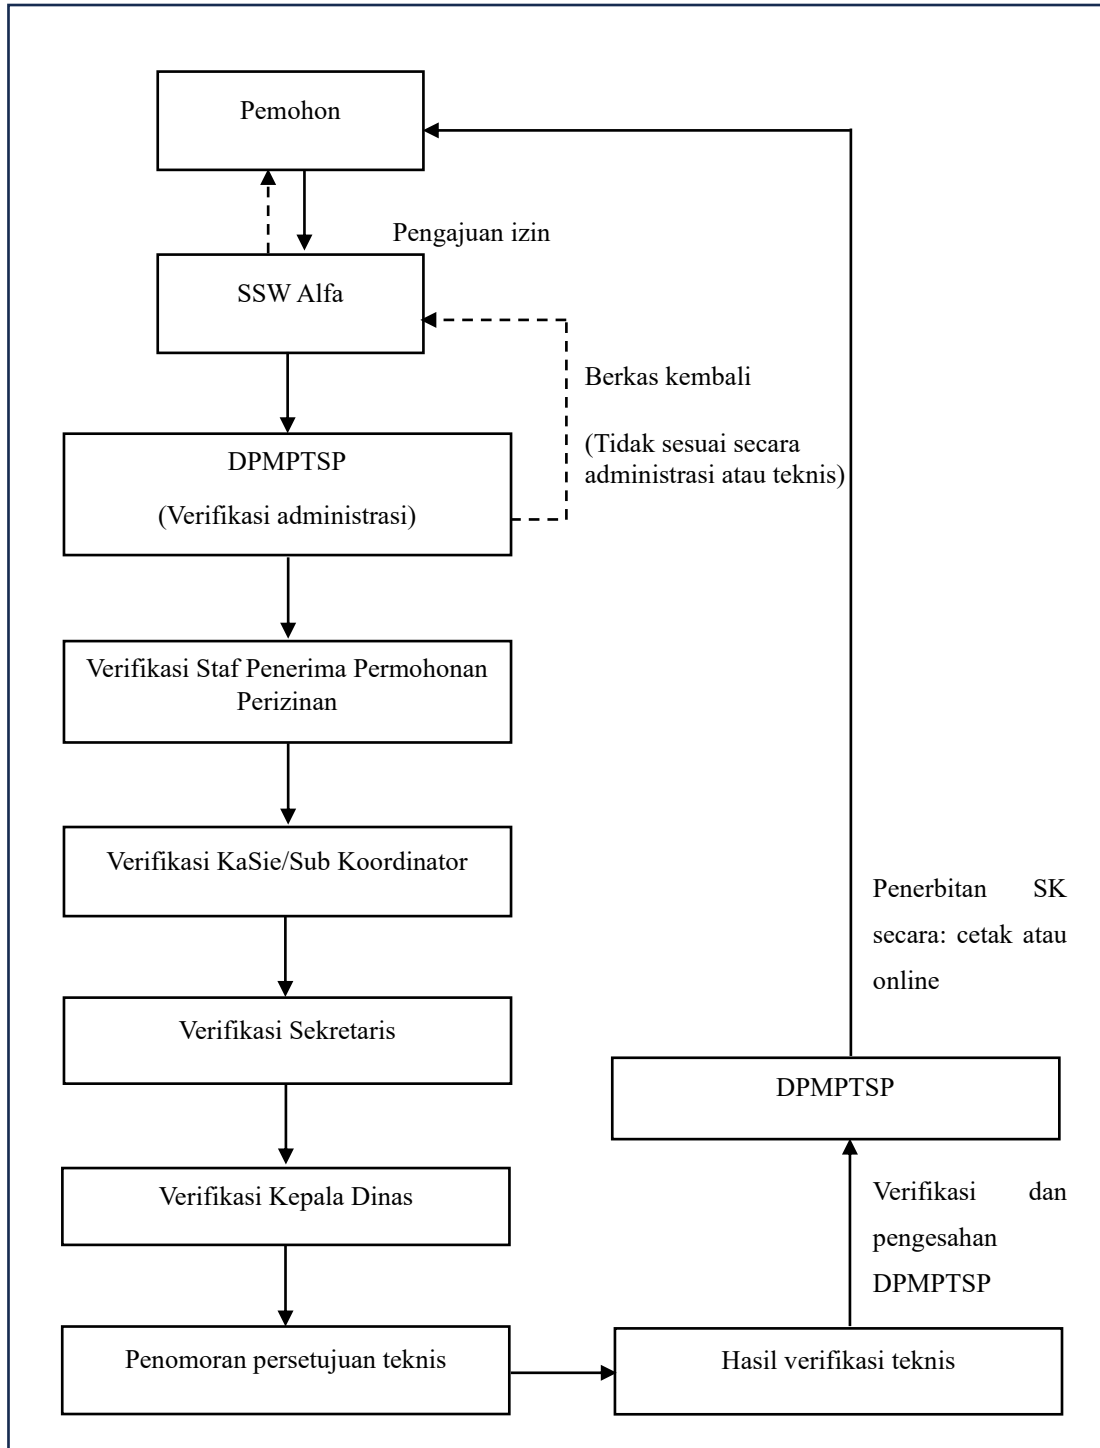 Pemohon
Pengajuan izin
SSW Alfa
Berkas kembali
(Tidak sesuai secara
administrasi atau teknis)
DPMPTSP
(Verifikasi administrasi)
Verifikasi Staf Penerima Permohonan
Perizinan
Verifikasi KaSie/Sub Koordinator
Verifikasi Sekretaris
Verifikasi Kepala Dinas
Penomoran persetujuan teknis
Hasil verifikasi teknis
Verifikasi dan
pengesahan
DPMPTSP
DPMPTSP
Penerbitan SK
secara: cetak atau
online